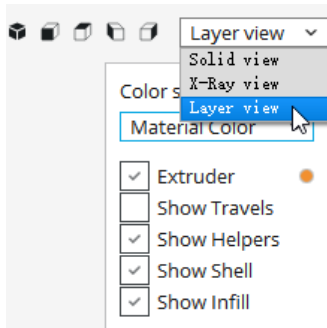 Layer view
Solid view
X-Ray view
Layer view
Color s
Material Color
Extruder
Show Travels
Show Helpers
Show Shell
Show Infill